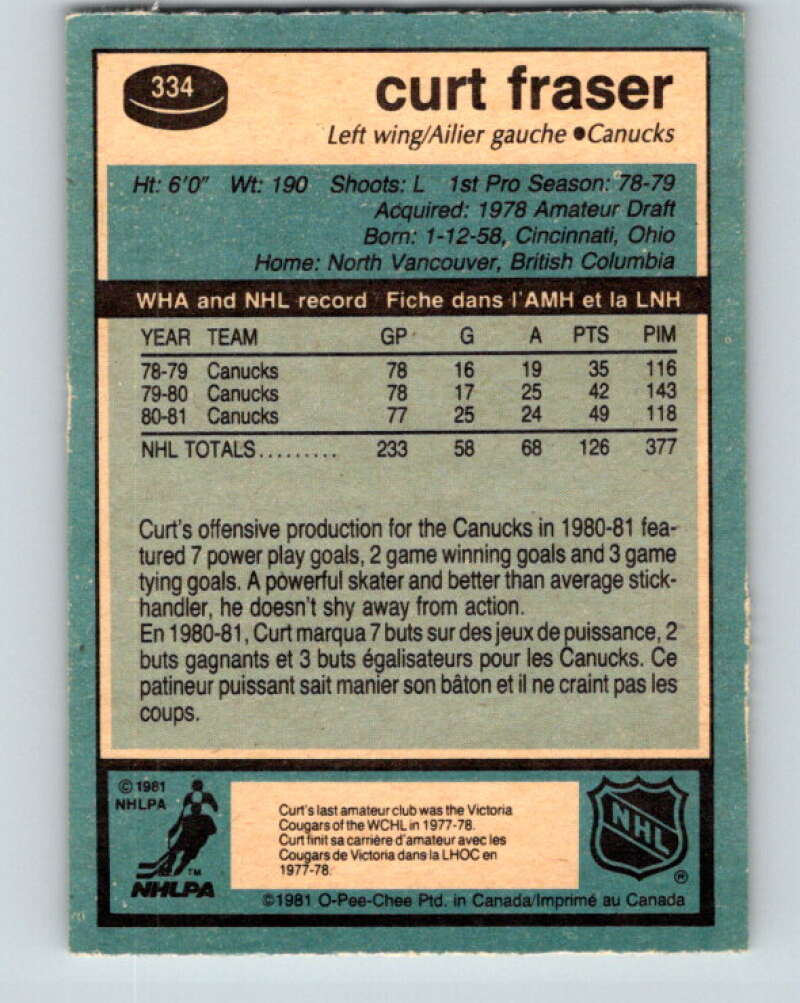 334
curt fraser
Left wing/Ailier gauche •Canucks
Ht: 6'0" Wt: 190 Shoots: L 1st Pro Season: 78-79
Acquired: 1978 Amateur Draft
Born: 1-12-58, Cincinnati, Ohio
Home: North Vancouver, British Columbia
WHA and NHL record Fiche dans l'AMH et la LNH
YEAR TEAM GP G A PTS PIM
78-79 Canucks 78 16 19 35 116
79-80 Canucks 78 17 25 42 143
80-81 Canucks 77 25 24 49 118
NHL TOTALS......... 233 58 68 126 377
Curt's offensive production for the Canucks in 1980-81 fea-
tured 7 power play goals, 2 game winning goals and 3 game
tying goals. A powerful skater and better than average stick-
handler, he doesn't shy away from action.
En 1980-81, Curt marqua 7 buts sur des jeux de puissance, 2
buts gagnants et 3 buts égalisateurs pour les Canucks. Ce
patineur puissant sait manier son bâton et il ne craint pas les
coups.
© 1981
NHLPA
TM
NHLPA
Curt's last amateur club was the Victoria
Cougars of the WCHL in 1977-78.
Curt finit sa carrière d'amateur avec les
Cougars de Victoria dans la LHOC en
1977-78.
NHL
®
©1981 O-Pee-Chee Ptd. in Canada/Imprimé au Canada